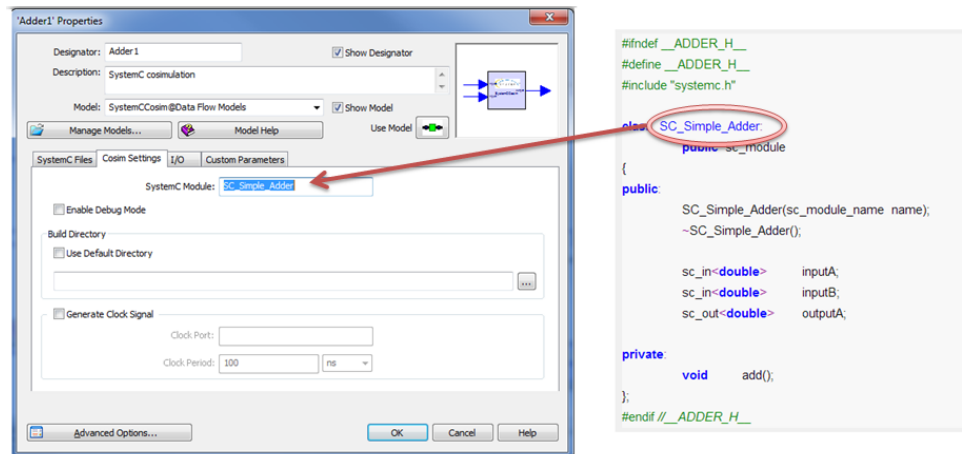 'Adder1' Properties
Designator: Adder1
Show Designator
Description: SystemC cosimulation
Model: SystemCCosim@Data Flow Models
Show Model
Manage Models...
Model Help
Use Model
SystemC Files
Cosim Settings
I/O
Custom Parameters
SystemC Module: SC_Simple_Adder
Enable Debug Mode
Build Directory
Use Default Directory
...
Generate Clock Signal
Clock Port:
Clock Period: 100 ns
Advanced Options...
OK
Cancel
Help
#ifndef __ADDER_H__
#define __ADDER_H__
#include "systemc.h"
SC_Simple_Adder:
public sc_module
{
public:
SC_Simple_Adder(sc_module_name name);
~SC_Simple_Adder();
sc_in<double> inputA;
sc_in<double> inputB;
sc_out<double> outputA;
private:
void add();
};
#endif //__ADDER_H__